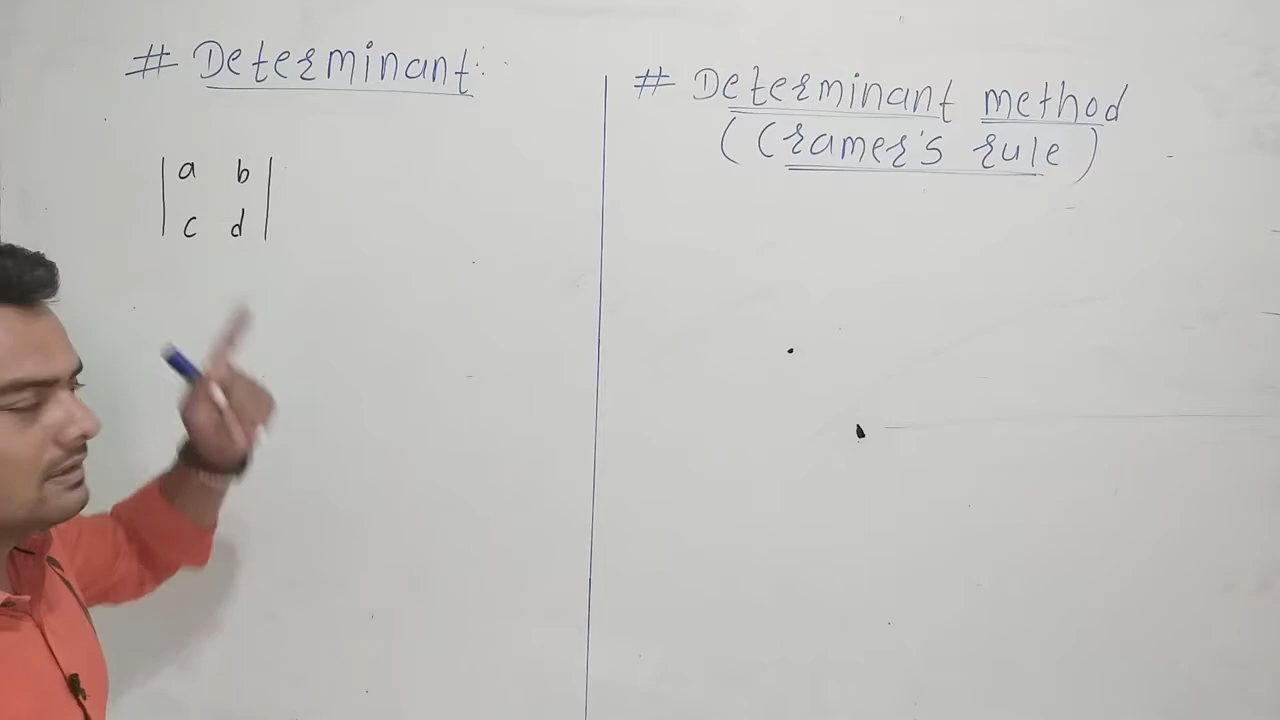 # Determinant:
|a b|
|c d|
# Determinant method
(Cramer's rule)